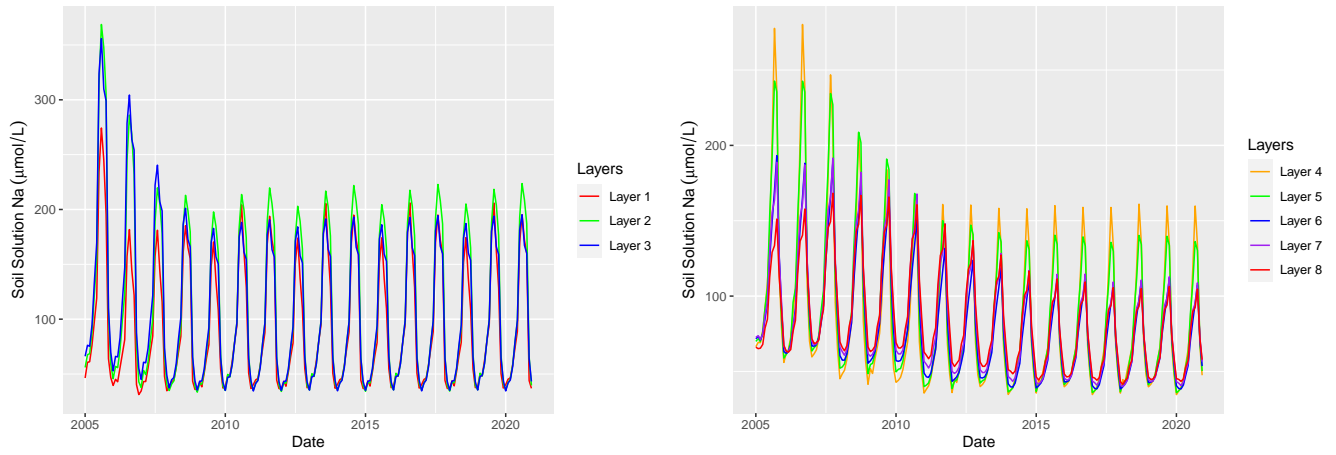 Soil Solution Na (μmol/L)
300
200
100
2005
2010
2015
2020
Date
Layers
Layer 1
Layer 2
Layer 3
Soil Solution Na (μmol/L)
200
100
2005
2010
2015
2020
Date
Layers
Layer 4
Layer 5
Layer 6
Layer 7
Layer 8